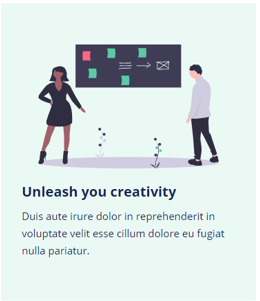 Unleash you creativity
Duis aute irure dolor in reprehenderit in
voluptate velit esse cillum dolore eu fugiat
nulla pariatur.